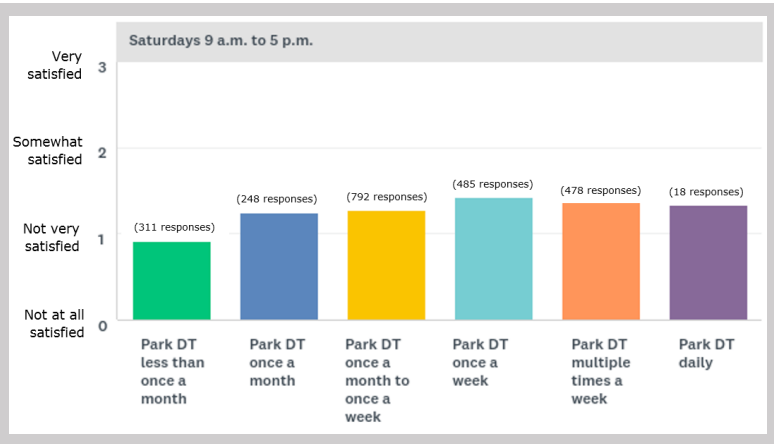 Saturdays 9 a.m. to 5 p.m.
Very
satisfied
3
Somewhat
satisfied
2
Not very
satisfied
1
Not at all
satisfied
0
(311 responses)
(248 responses)
(792 responses)
(485 responses)
(478 responses)
(18 responses)
Park DT
less than
once a
month
Park DT
once a
month
Park DT
once a
month to
once a
week
Park DT
once a
week
Park DT
multiple
times a
week
Park DT
daily